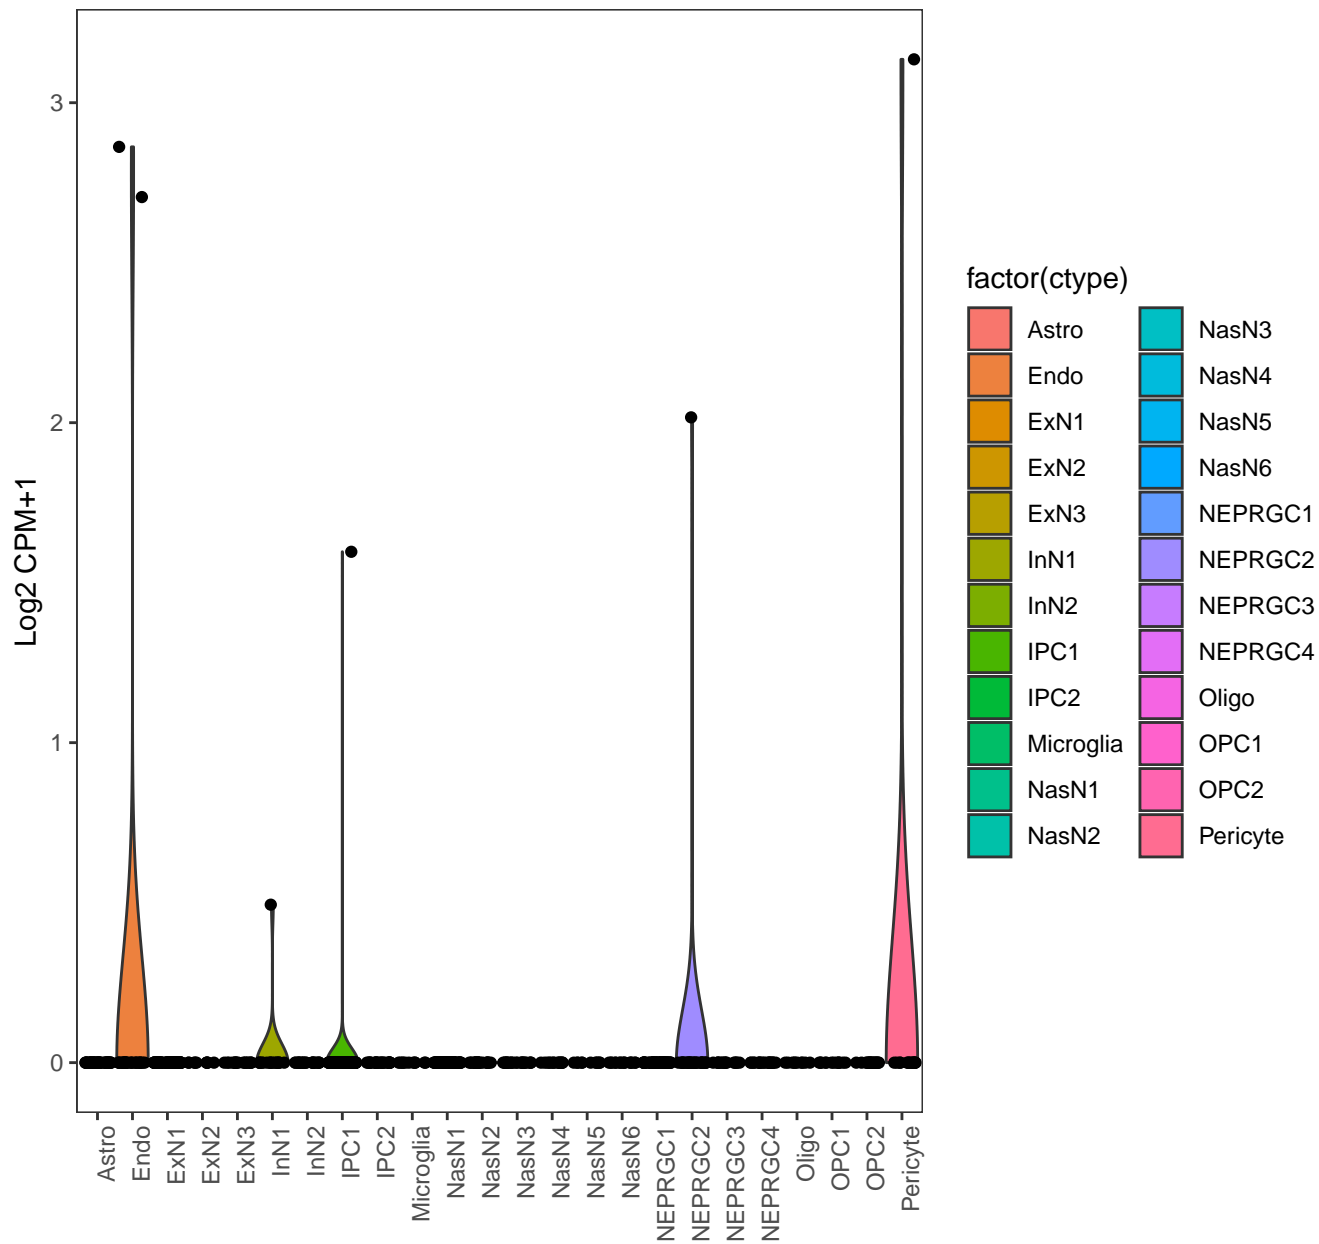 3
2
1
0
Log2 CPM+1
Astro
Endo
ExN1
ExN2
ExN3
InN1
InN2
IPC1
IPC2
Microglia
NasN1
NasN2
NasN3
NasN4
NasN5
NasN6
NEPRGC1
NEPRGC2
NEPRGC3
NEPRGC4
Oligo
OPC1
OPC2
Pericyte
factor(ctype)
Astro
Endo
ExN1
ExN2
ExN3
InN1
InN2
IPC1
IPC2
Microglia
NasN1
NasN2
NasN3
NasN4
NasN5
NasN6
NEPRGC1
NEPRGC2
NEPRGC3
NEPRGC4
Oligo
OPC1
OPC2
Pericyte